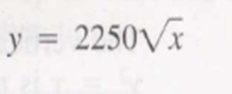 y = 2250√x